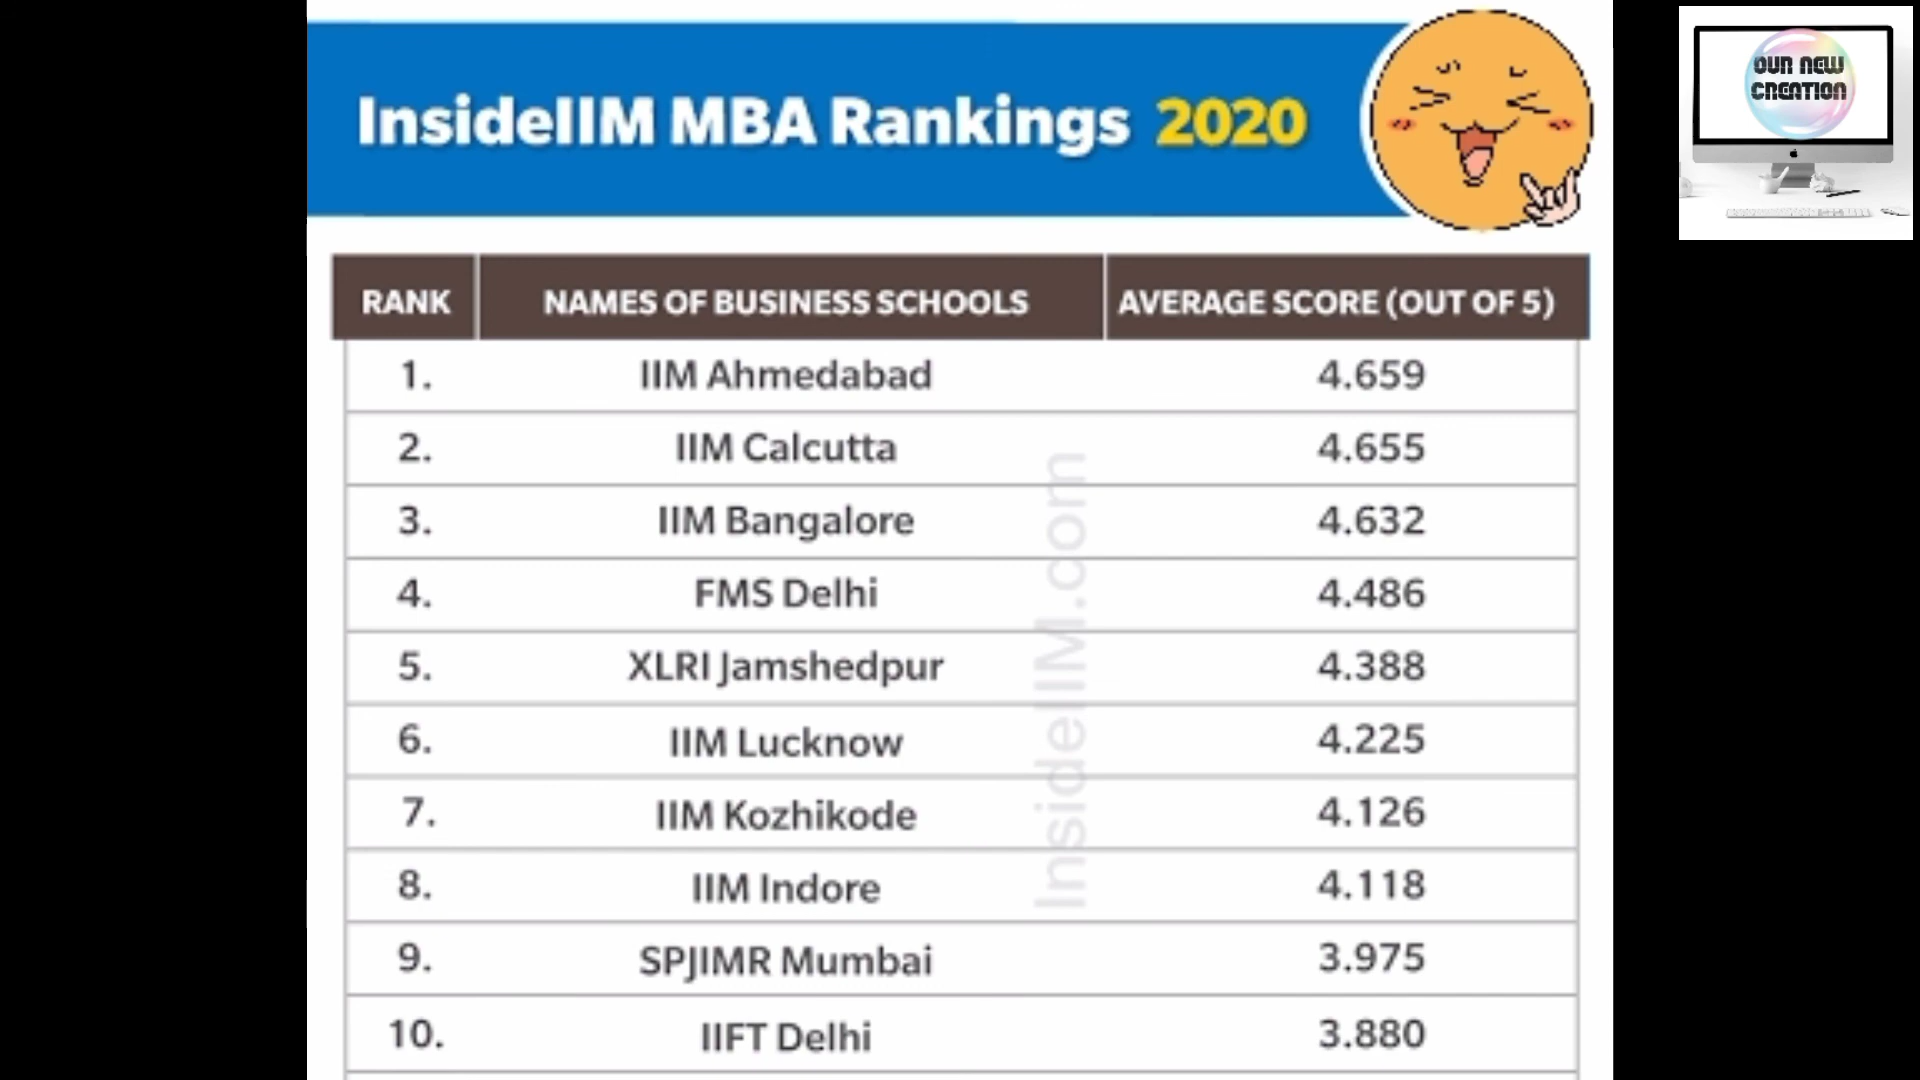 InsideIIM MBA Rankings 2020
OUR NEW
CREATION
RANK NAMES OF BUSINESS SCHOOLS AVERAGE SCORE (OUT OF 5)
1. IIM Ahmedabad 4.659
2. IIM Calcutta 4.655
3. IIM Bangalore 4.632
4. FMS Delhi 4.486
5. XLRI Jamshedpur 4.388
6. IIM Lucknow 4.225
7. IIM Kozhikode 4.126
8. IIM Indore 4.118
9. SPJIMR Mumbai 3.975
10. IIFT Delhi 3.880
InsideIIM.com